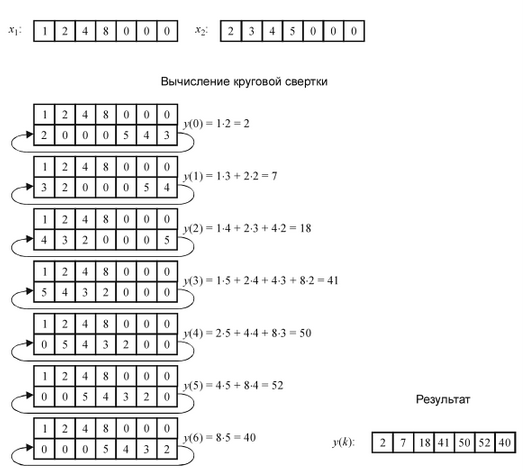 x₁: 1 2 4 8 0 0 0 x₂: 2 3 4 5 0 0 0
Вычисление круговой свертки
1 2 4 8 0 0 0
2 0 0 0 5 4 3 y(0) = 1·2 = 2
1 2 4 8 0 0 0
3 2 0 0 0 5 4 y(1) = 1·3 + 2·2 = 7
1 2 4 8 0 0 0
4 3 2 0 0 0 5 y(2) = 1·4 + 2·3 + 4·2 = 18
1 2 4 8 0 0 0
5 4 3 2 0 0 0 y(3) = 1·5 + 2·4 + 4·3 + 8·2 = 41
1 2 4 8 0 0 0
0 5 4 3 2 0 0 y(4) = 2·5 + 4·4 + 8·3 = 50
1 2 4 8 0 0 0
0 0 5 4 3 2 0 y(5) = 4·5 + 8·4 = 52
1 2 4 8 0 0 0
0 0 0 5 4 3 2 y(6) = 8·5 = 40
Результат
y(k): 2 7 18 41 50 52 40